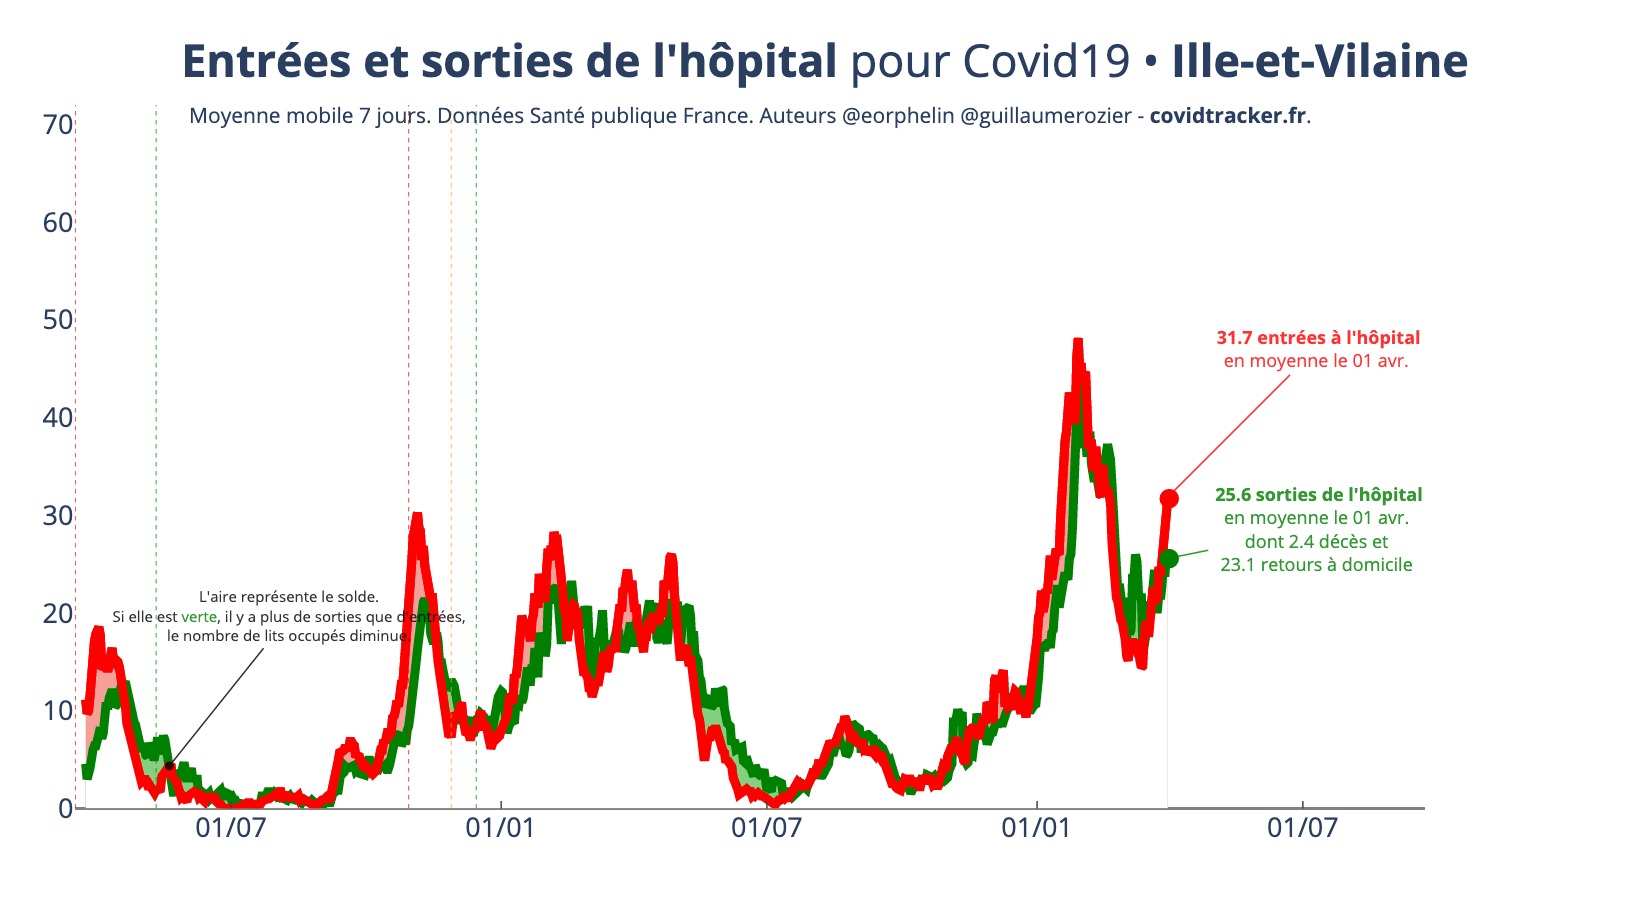 Entrées et sorties de l'hôpital pour Covid19 • Ille-et-Vilaine
Moyenne mobile 7 jours. Données Santé publique France. Auteurs @eorphelin @guillaumerozier - covidtracker.fr.
70
60
50
40
30
20
10
0
31.7 entrées à l'hôpital
en moyenne le 01 avr.
25.6 sorties de l'hôpital
en moyenne le 01 avr.
dont 2.4 décès et
23.1 retours à domicile
L'aire représente le solde.
Si elle est verte, il y a plus de sorties que d'entrées,
le nombre de lits occupés diminue.
01/07
01/01
01/07
01/01
01/07